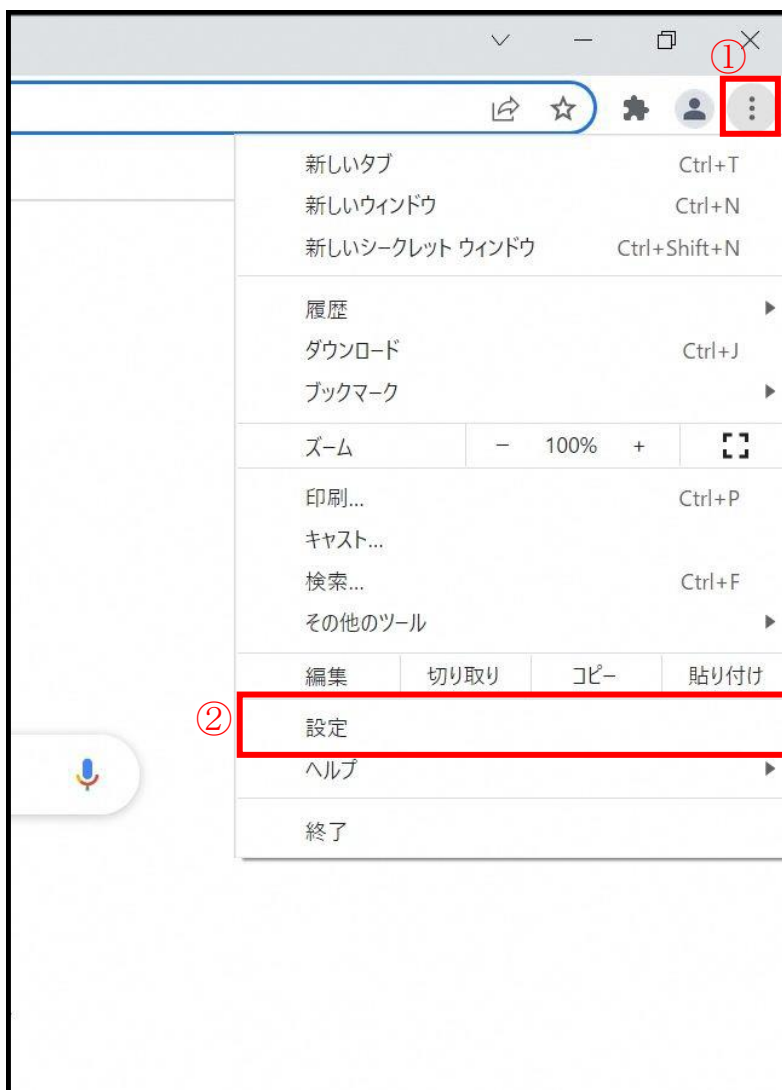 ①
新しいタブ Ctrl+T
新しいウィンドウ Ctrl+N
新しいシークレット ウィンドウ Ctrl+Shift+N
履歴
ダウンロード Ctrl+J
ブックマーク
ズーム − 100% +
印刷... Ctrl+P
キャスト...
検索... Ctrl+F
その他のツール
編集 切り取り コピー 貼り付け
② 設定
ヘルプ
終了